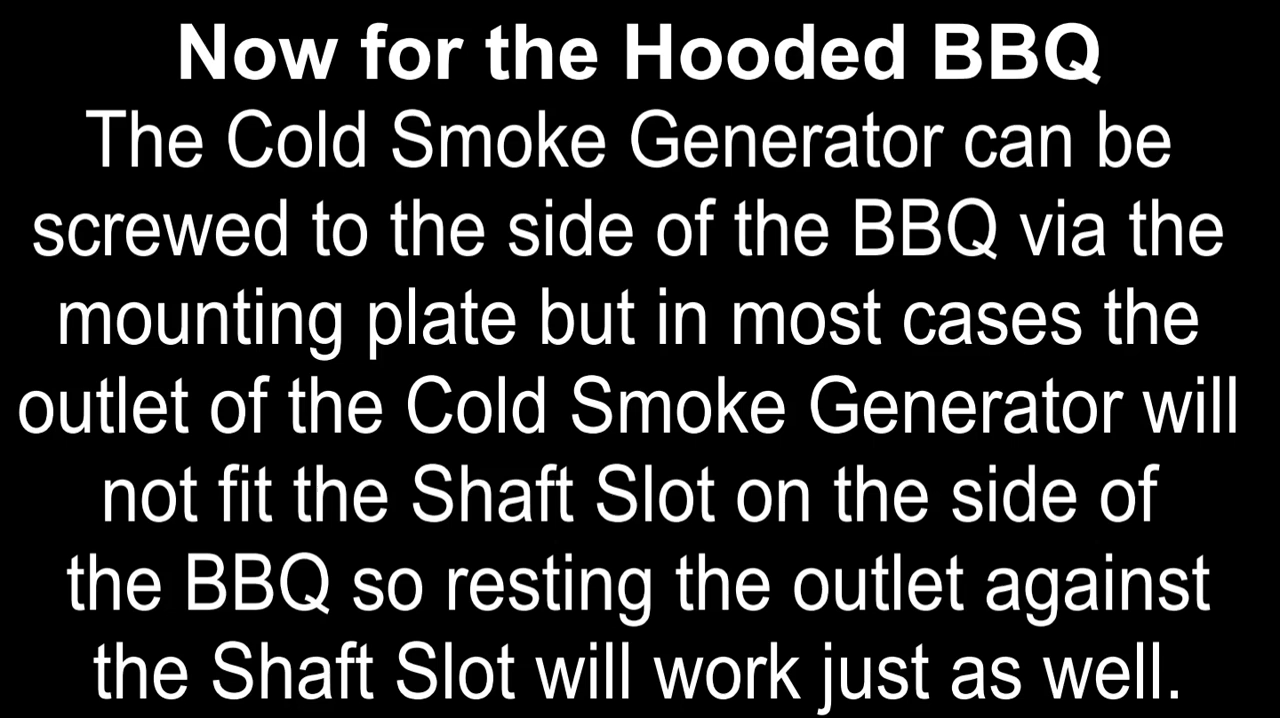 Now for the Hooded BBQ
The Cold Smoke Generator can be
screwed to the side of the BBQ via the
mounting plate but in most cases the
outlet of the Cold Smoke Generator will
not fit the Shaft Slot on the side of
the BBQ so resting the outlet against
the Shaft Slot will work just as well.